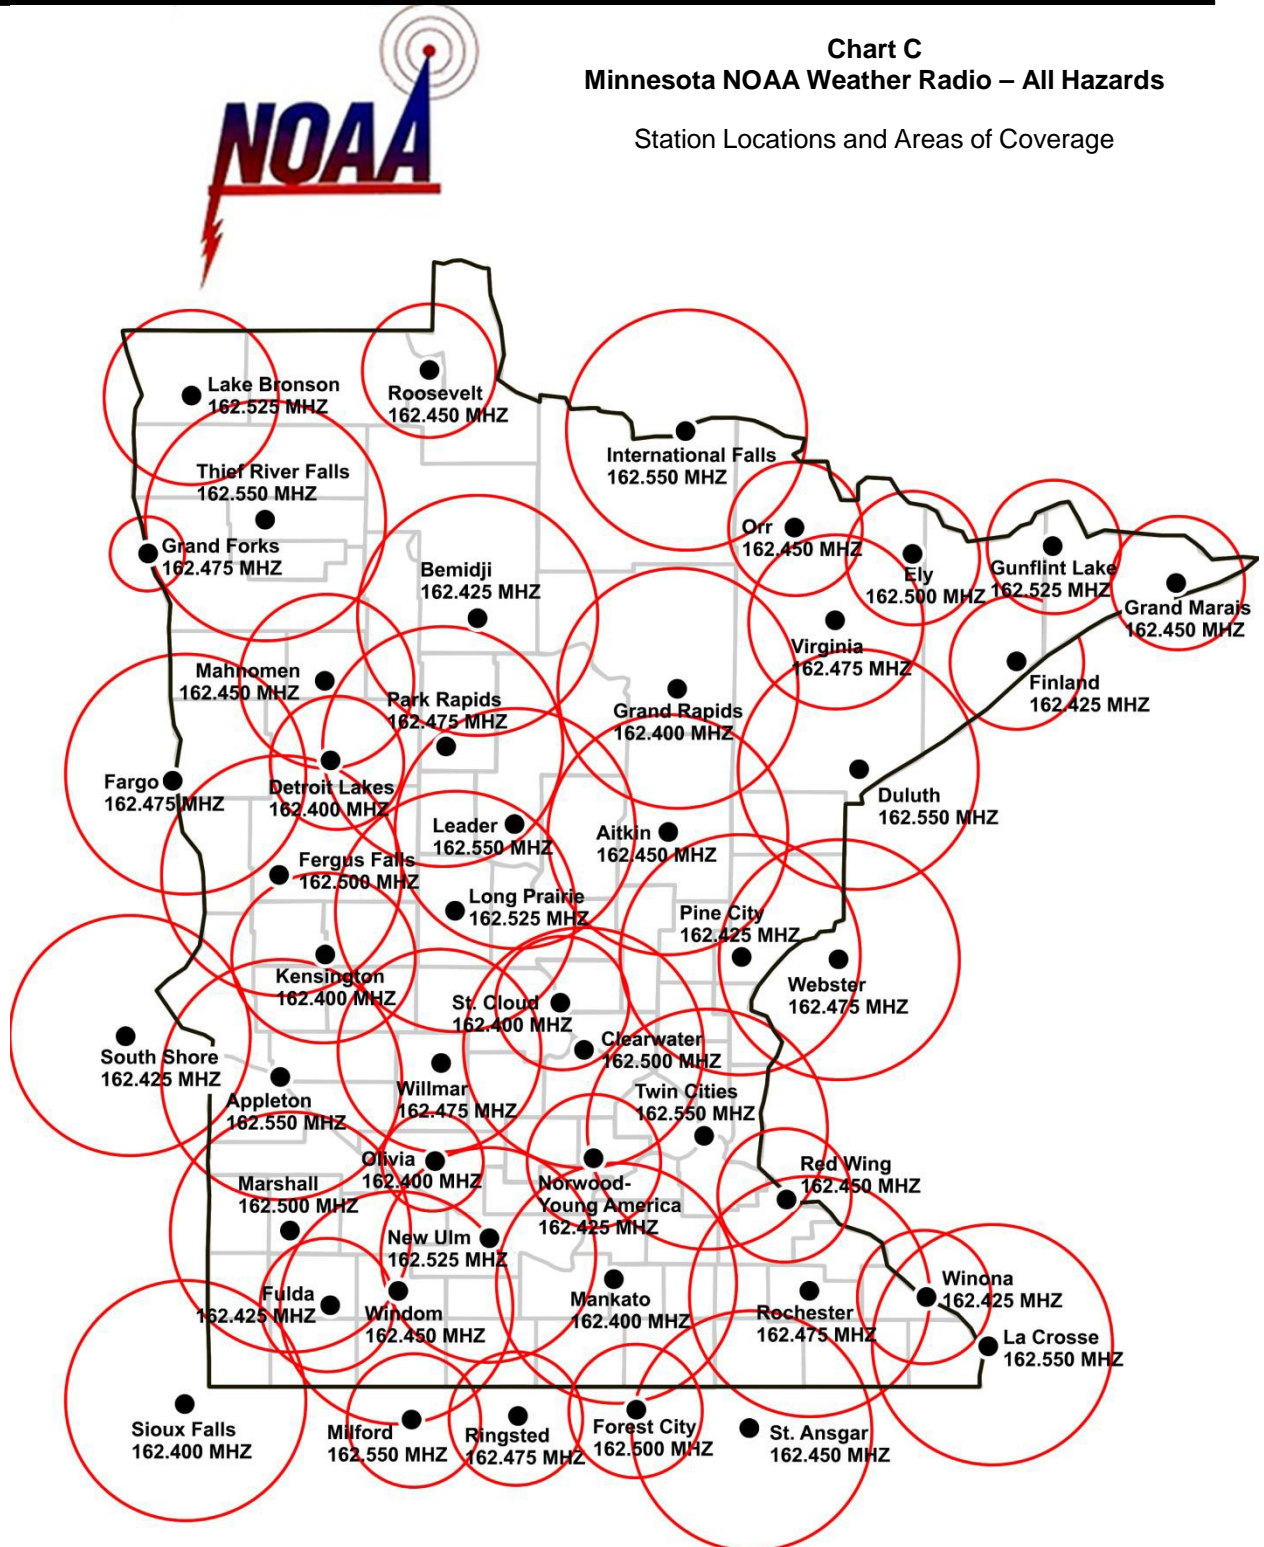 Chart C
Minnesota NOAA Weather Radio – All Hazards
Station Locations and Areas of Coverage
NOAA
Lake Bronson
162.525 MHZ
Roosevelt
162.450 MHZ
International Falls
162.550 MHZ
Thief River Falls
162.550 MHZ
Orr
162.450 MHZ
Grand Forks
162.475 MHZ
Bemidji
162.425 MHZ
Ely
162.500 MHZ
Gunflint Lake
162.525 MHZ
Grand Marais
162.450 MHZ
Virginia
162.475 MHZ
Mahnomen
162.450 MHZ
Park Rapids
162.475 MHZ
Grand Rapids
162.400 MHZ
Finland
162.425 MHZ
Fargo
162.475 MHZ
Detroit Lakes
162.400 MHZ
Duluth
162.550 MHZ
Leader
162.550 MHZ
Aitkin
162.450 MHZ
Fergus Falls
162.500 MHZ
Long Prairie
162.525 MHZ
Pine City
162.425 MHZ
Kensington
162.400 MHZ
Webster
162.475 MHZ
St. Cloud
162.400 MHZ
Clearwater
162.500 MHZ
South Shore
162.425 MHZ
Appleton
162.550 MHZ
Willmar
162.475 MHZ
Twin Cities
162.550 MHZ
Olivia
162.400 MHZ
Norwood-
Young America
162.425 MHZ
Red Wing
162.450 MHZ
Marshall
162.500 MHZ
New Ulm
162.525 MHZ
Fulda
162.425 MHZ
Windom
162.450 MHZ
Mankato
162.400 MHZ
Rochester
162.475 MHZ
Winona
162.425 MHZ
La Crosse
162.550 MHZ
Sioux Falls
162.400 MHZ
Milford
162.550 MHZ
Ringsted
162.475 MHZ
Forest City
162.500 MHZ
St. Ansgar
162.450 MHZ